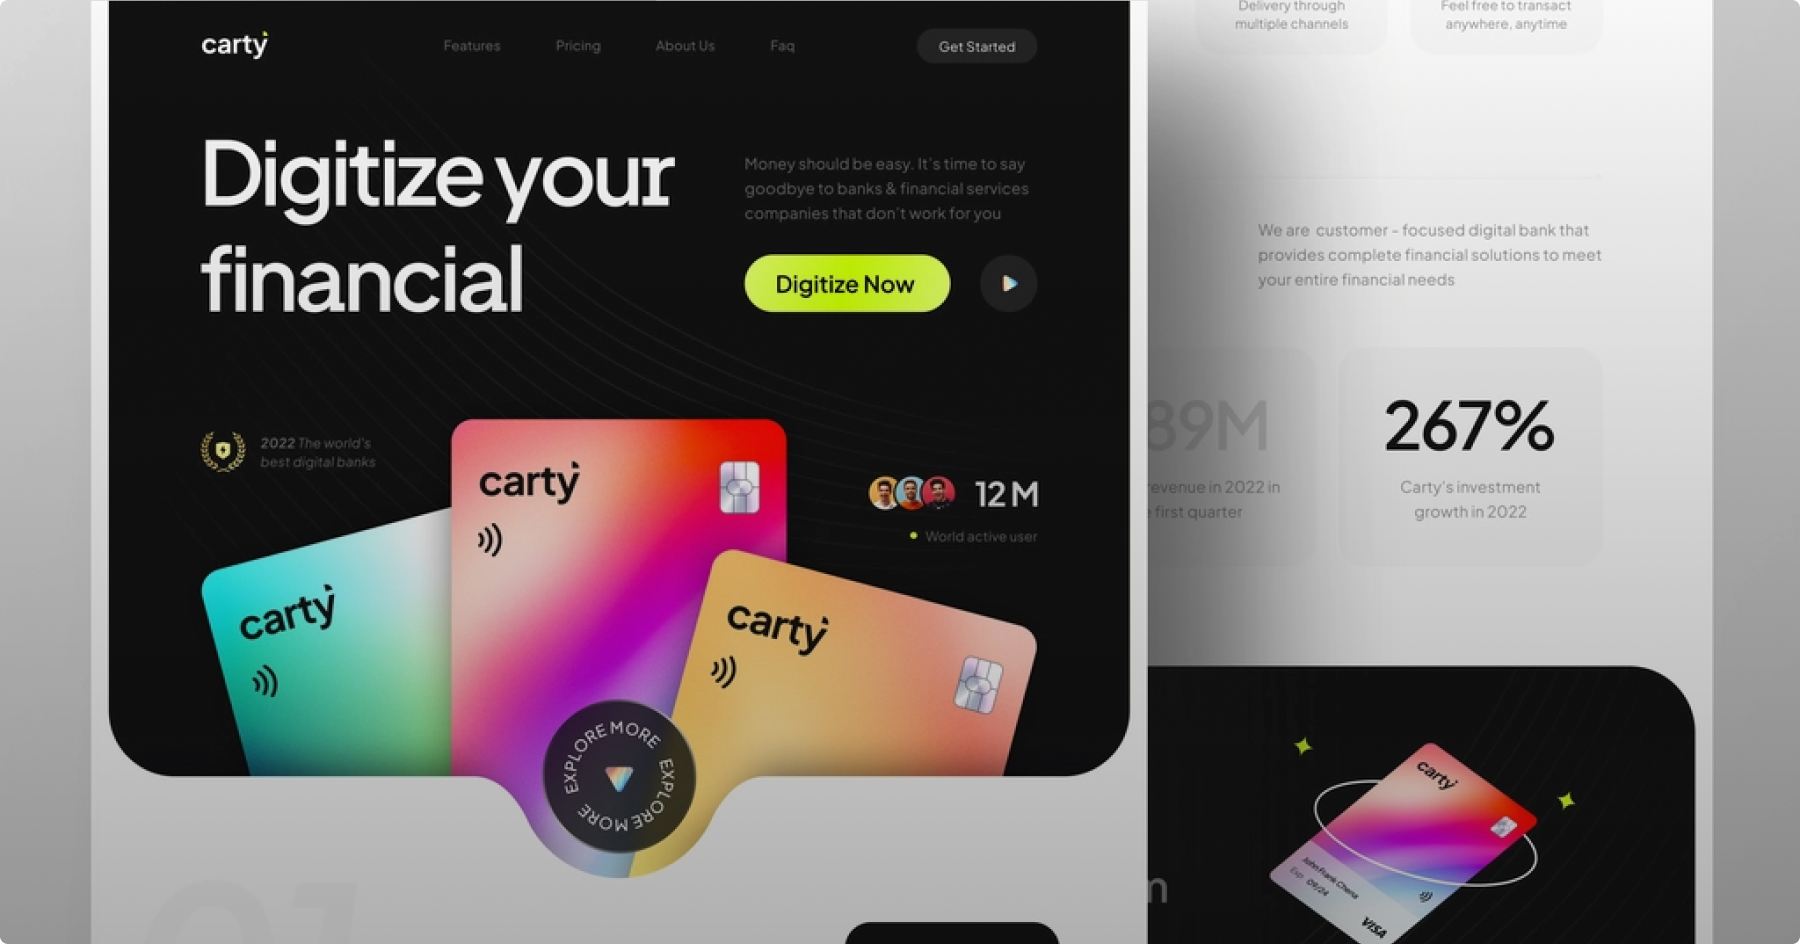 carty
Features
Pricing
About Us
Faq
Get Started
Digitize your
financial
Money should be easy. It's time to say
goodbye to banks & financial services
companies that don't work for you
Digitize Now
2022 The world's
best digital banks
12 M
World active user
carty
carty
carty
EXPLORE MORE EXPLORE MORE EXPLORE MORE
01
Delivery through
multiple channels
Feel free to transact
anywhere, anytime
We are customer - focused digital bank that
provides complete financial solutions to meet
your entire financial needs
89M
revenue in 2022 in
first quarter
267%
Carty's investment
growth in 2022
carty
John Frank Chena
Exp 09/24
VISA